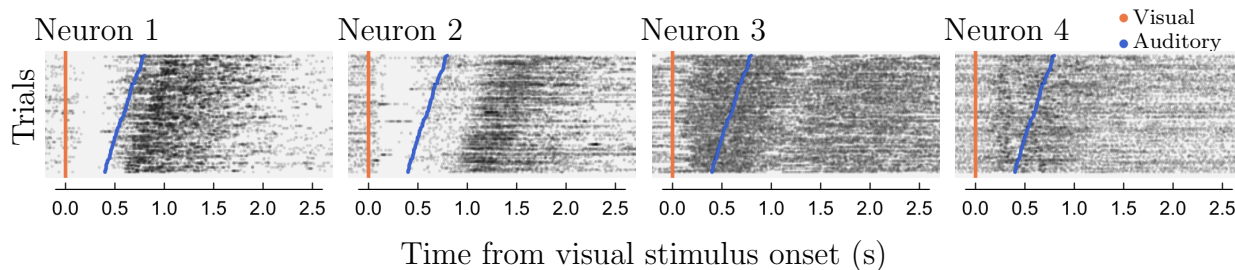 Neuron 1 Neuron 2 Neuron 3 Neuron 4
Visual
Auditory
Trials
0.0 0.5 1.0 1.5 2.0 2.5 0.0 0.5 1.0 1.5 2.0 2.5 0.0 0.5 1.0 1.5 2.0 2.5 0.0 0.5 1.0 1.5 2.0 2.5
Time from visual stimulus onset (s)